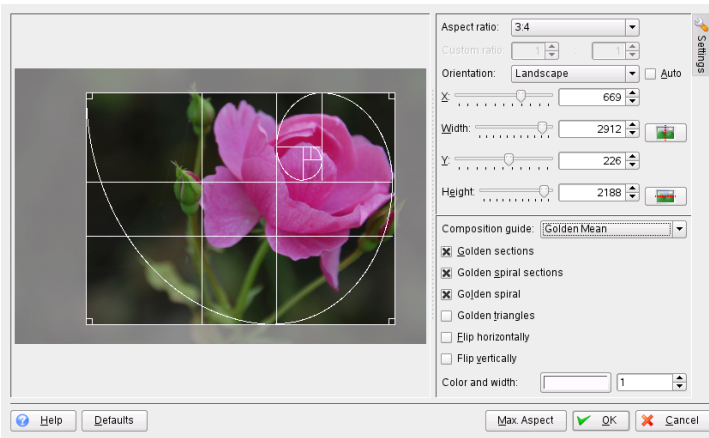 Aspect ratio: 3:4
Custom ratio: 1 : 1
Orientation: Landscape Auto
X: 669
Width: 2912
Y: 226
Height: 2188
Composition guide: Golden Mean
Golden sections
Golden spiral sections
Golden spiral
Golden triangles
Flip horizontally
Flip vertically
Color and width: 1
Settings
Help Defaults Max. Aspect OK Cancel